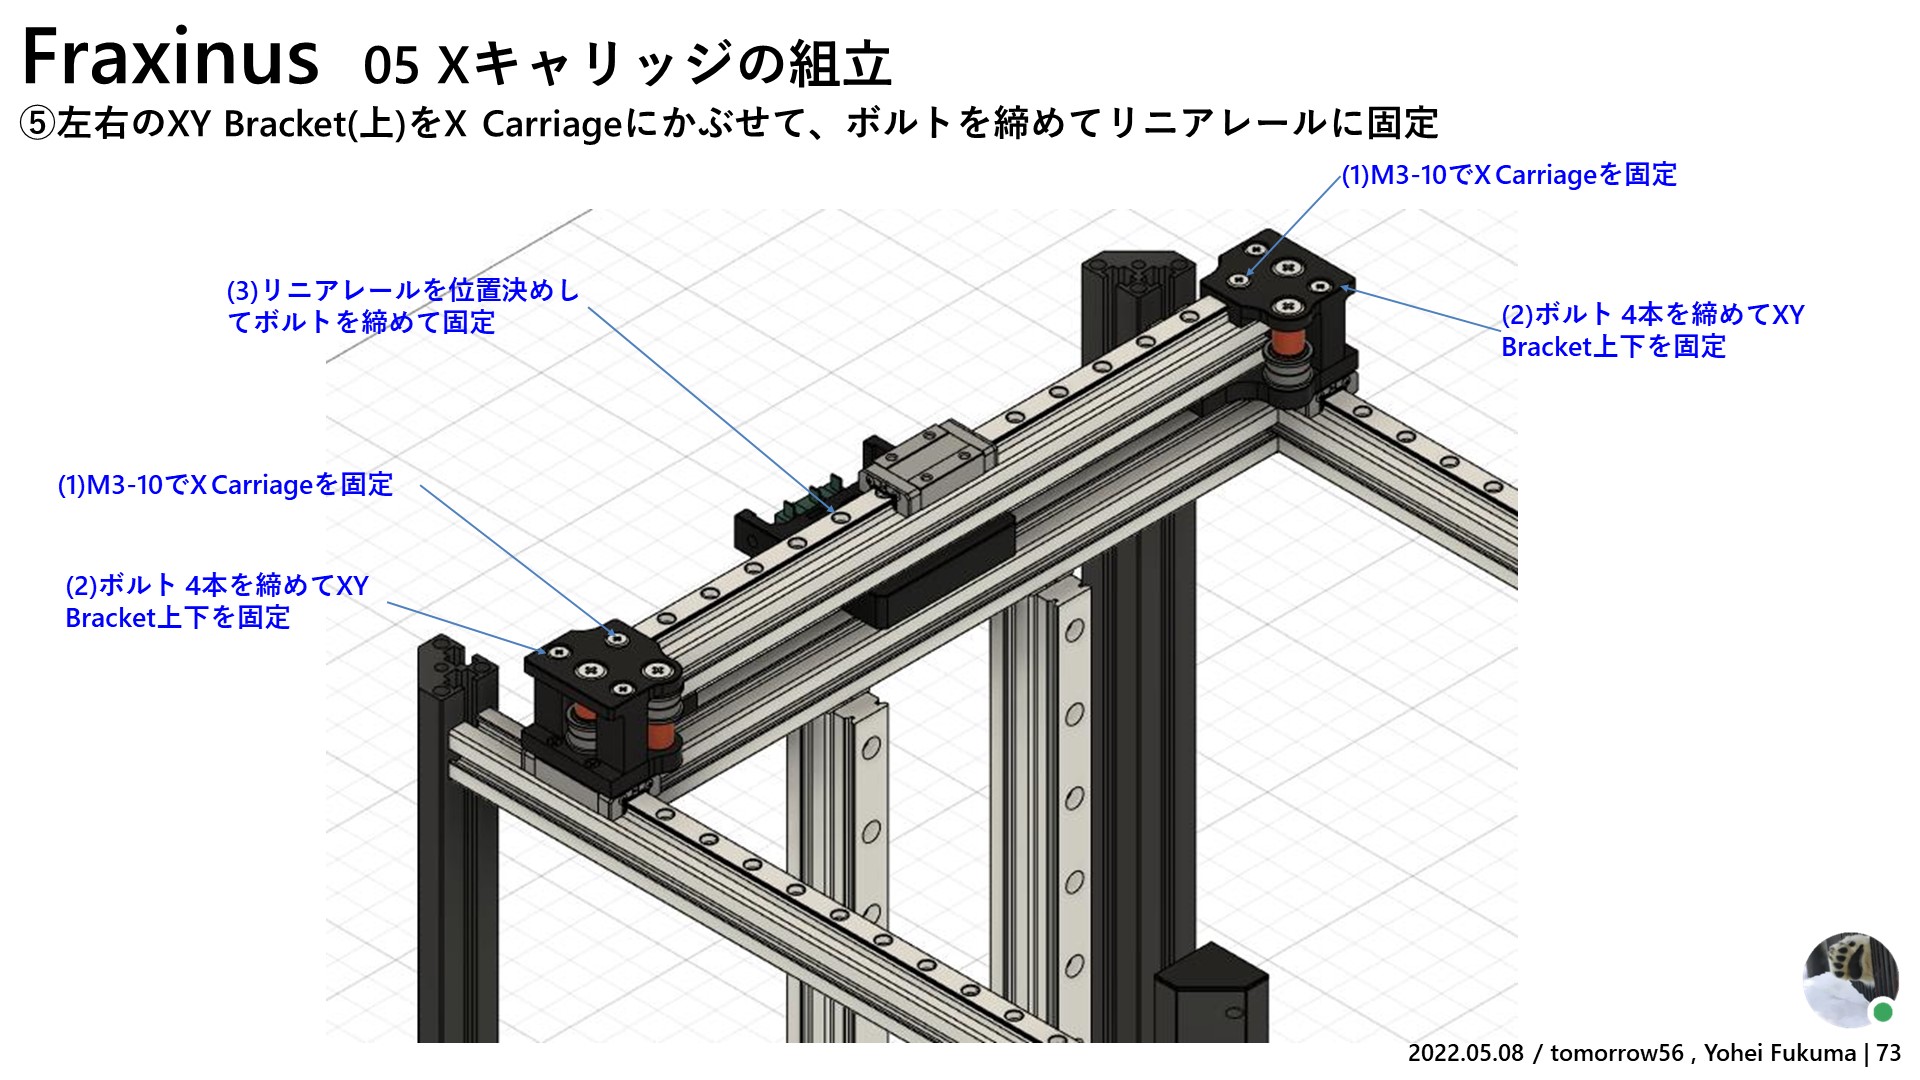 Fraxinus 05 Xキャリッジの組立
⑤左右のXY Bracket(上)をX Carriageにかぶせて、ボルトを締めてリニアレールに固定
(1)M3-10でX Carriageを固定
(3)リニアレールを位置決めし
てボルトを締めて固定
(2)ボルト 4本を締めてXY
Bracket上下を固定
(1)M3-10でX Carriageを固定
(2)ボルト 4本を締めてXY
Bracket上下を固定
2022.05.08 / tomorrow56 , Yohei Fukuma | 73